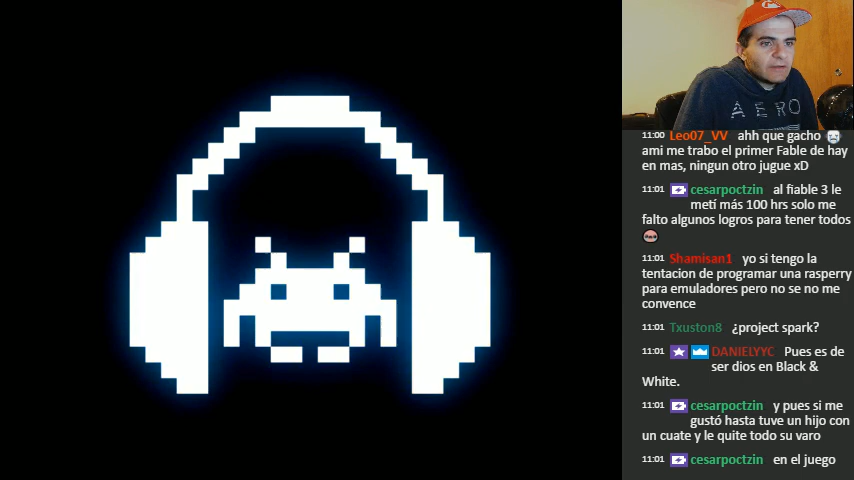 AERO
11:00 Leo07_VV ahh que gacho
ami me trabo el primer Fable de hay
en mas, ningun otro jugue xD
11:01 cesarpoctzin al fiable 3 le
metí más 100 hrs solo me
falto algunos logros para tener todos
11:01 Shamisan1 yo si tengo la
tentacion de programar una rasperry
para emuladores pero no se no me
convence
11:01 Txuston8 ¿project spark?
11:01 DANIELYYC Pues es de
ser dios en Black &
White.
11:01 cesarpoctzin y pues si me
gustó hasta tuve un hijo con
un cuate y le quite todo su varo
11:01 cesarpoctzin en el juego